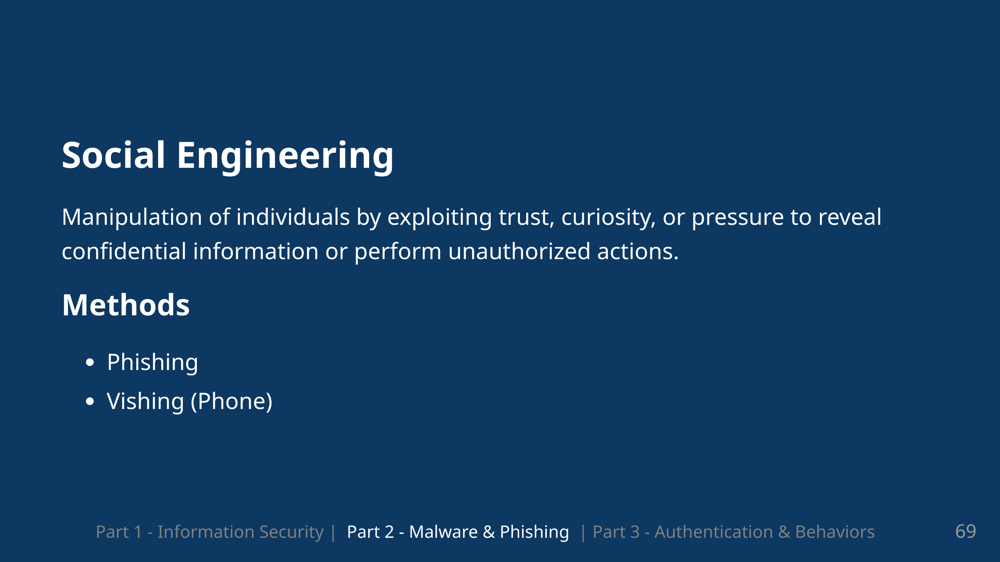 Social Engineering
Manipulation of individuals by exploiting trust, curiosity, or pressure to reveal
confidential information or perform unauthorized actions.
Methods
• Phishing
• Vishing (Phone)
Part 1 - Information Security | Part 2 - Malware & Phishing | Part 3 - Authentication & Behaviors 69